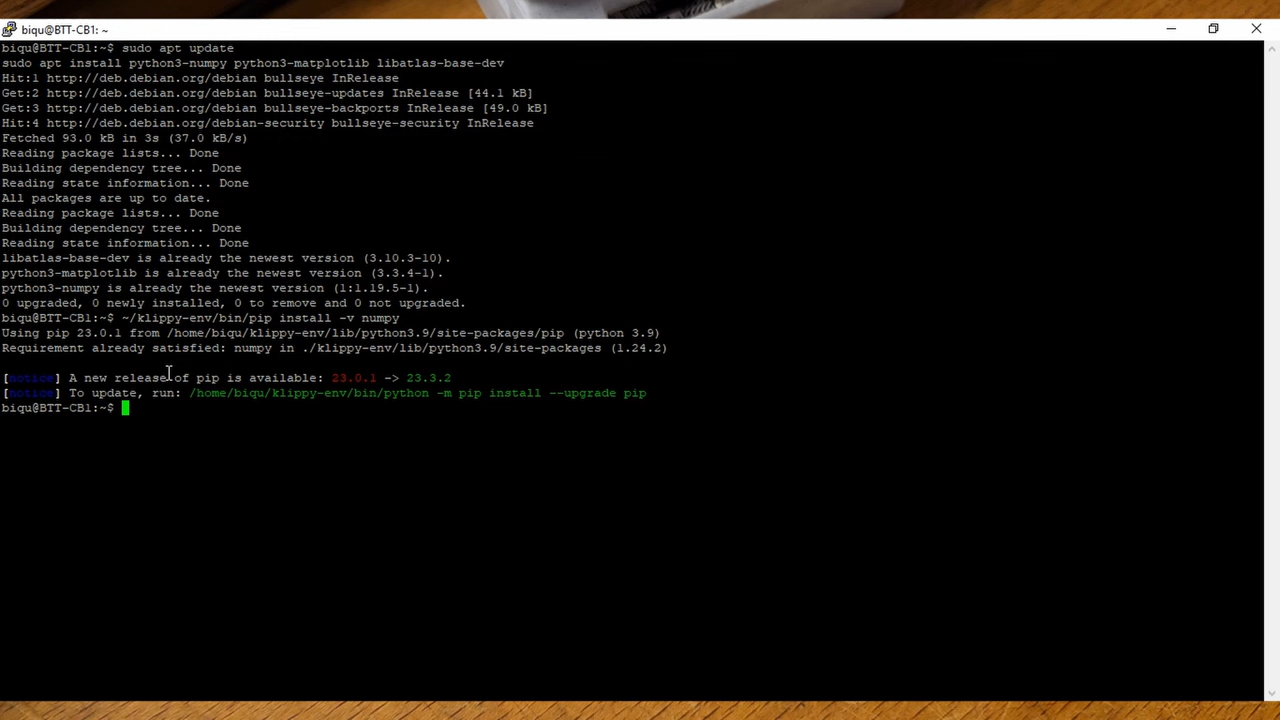 biqu@BTT-CB1: ~
biqu@BTT-CB1:~$ sudo apt update
sudo apt install python3-numpy python3-matplotlib libatlas-base-dev
Hit:1 http://deb.debian.org/debian bullseye InRelease
Get:2 http://deb.debian.org/debian bullseye-updates InRelease [44.1 kB]
Get:3 http://deb.debian.org/debian bullseye-backports InRelease [49.0 kB]
Hit:4 http://deb.debian.org/debian-security bullseye-security InRelease
Fetched 93.0 kB in 3s (37.0 kB/s)
Reading package lists... Done
Building dependency tree... Done
Reading state information... Done
All packages are up to date.
Reading package lists... Done
Building dependency tree... Done
Reading state information... Done
libatlas-base-dev is already the newest version (3.10.3-10).
python3-matplotlib is already the newest version (3.3.4-1).
python3-numpy is already the newest version (1:1.19.5-1).
0 upgraded, 0 newly installed, 0 to remove and 0 not upgraded.
biqu@BTT-CB1:~$ ~/klippy-env/bin/pip install -v numpy
Using pip 23.0.1 from /home/biqu/klippy-env/lib/python3.9/site-packages/pip (python 3.9)
Requirement already satisfied: numpy in ./klippy-env/lib/python3.9/site-packages (1.24.2)
[notice] A new release of pip is available: 23.0.1 -> 23.3.2
[notice] To update, run: /home/biqu/klippy-env/bin/python -m pip install --upgrade pip
biqu@BTT-CB1:~$